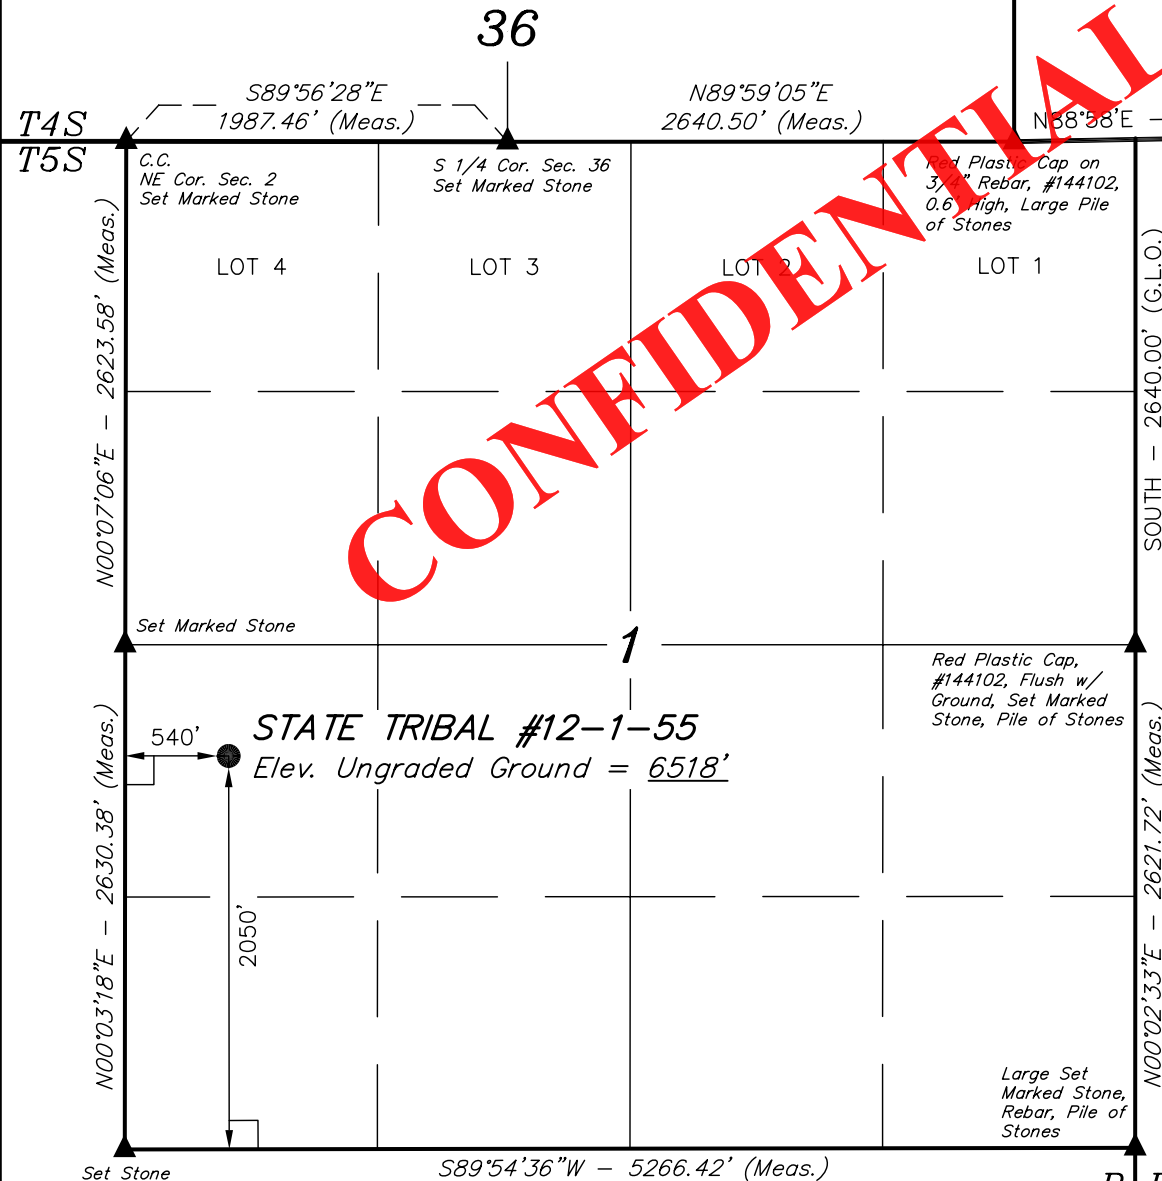 36
S89°56'28"E
1987.46' (Meas.)
N89°59'05"E
2640.50' (Meas.)
N88°58'E -
T4S
T5S
C.C.
NE Cor. Sec. 2
Set Marked Stone
S 1/4 Cor. Sec. 36
Set Marked Stone
Red Plastic Cap on
3/4" Rebar, #144102,
0.6' High, Large Pile
of Stones
LOT 4
LOT 3
LOT 2
LOT 1
CONFIDENTIAL
N00°07'06"E - 2623.58' (Meas.)
SOUTH - 2640.00' (G.L.O.)
Set Marked Stone
1
Red Plastic Cap,
#144102, Flush w/
Ground, Set Marked
Stone, Pile of Stones
540'
STATE TRIBAL #12-1-55
Elev. Ungraded Ground = 6518'
2050'
N00°03'18"E - 2630.38' (Meas.)
N00°02'33"E - 2621.72' (Meas.)
Large Set
Marked Stone,
Rebar, Pile of
Stones
Set Stone
S89°54'36"W - 5266.42' (Meas.)